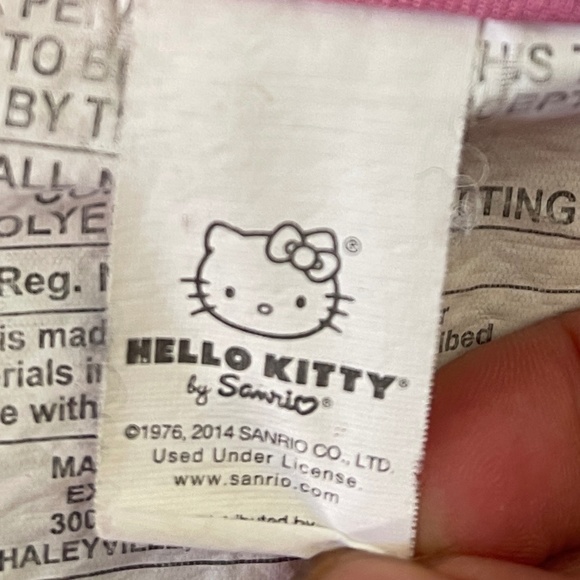 TO
BY T
ALL
OLYE
Reg.
is mad
rials i
e with
MA
EX
300
HALEYVILLE
TING
ibed
HELLO KITTY®
by Sanrio®
©1976, 2014 SANRIO CO., LTD.
Used Under License.
www.sanrio.com